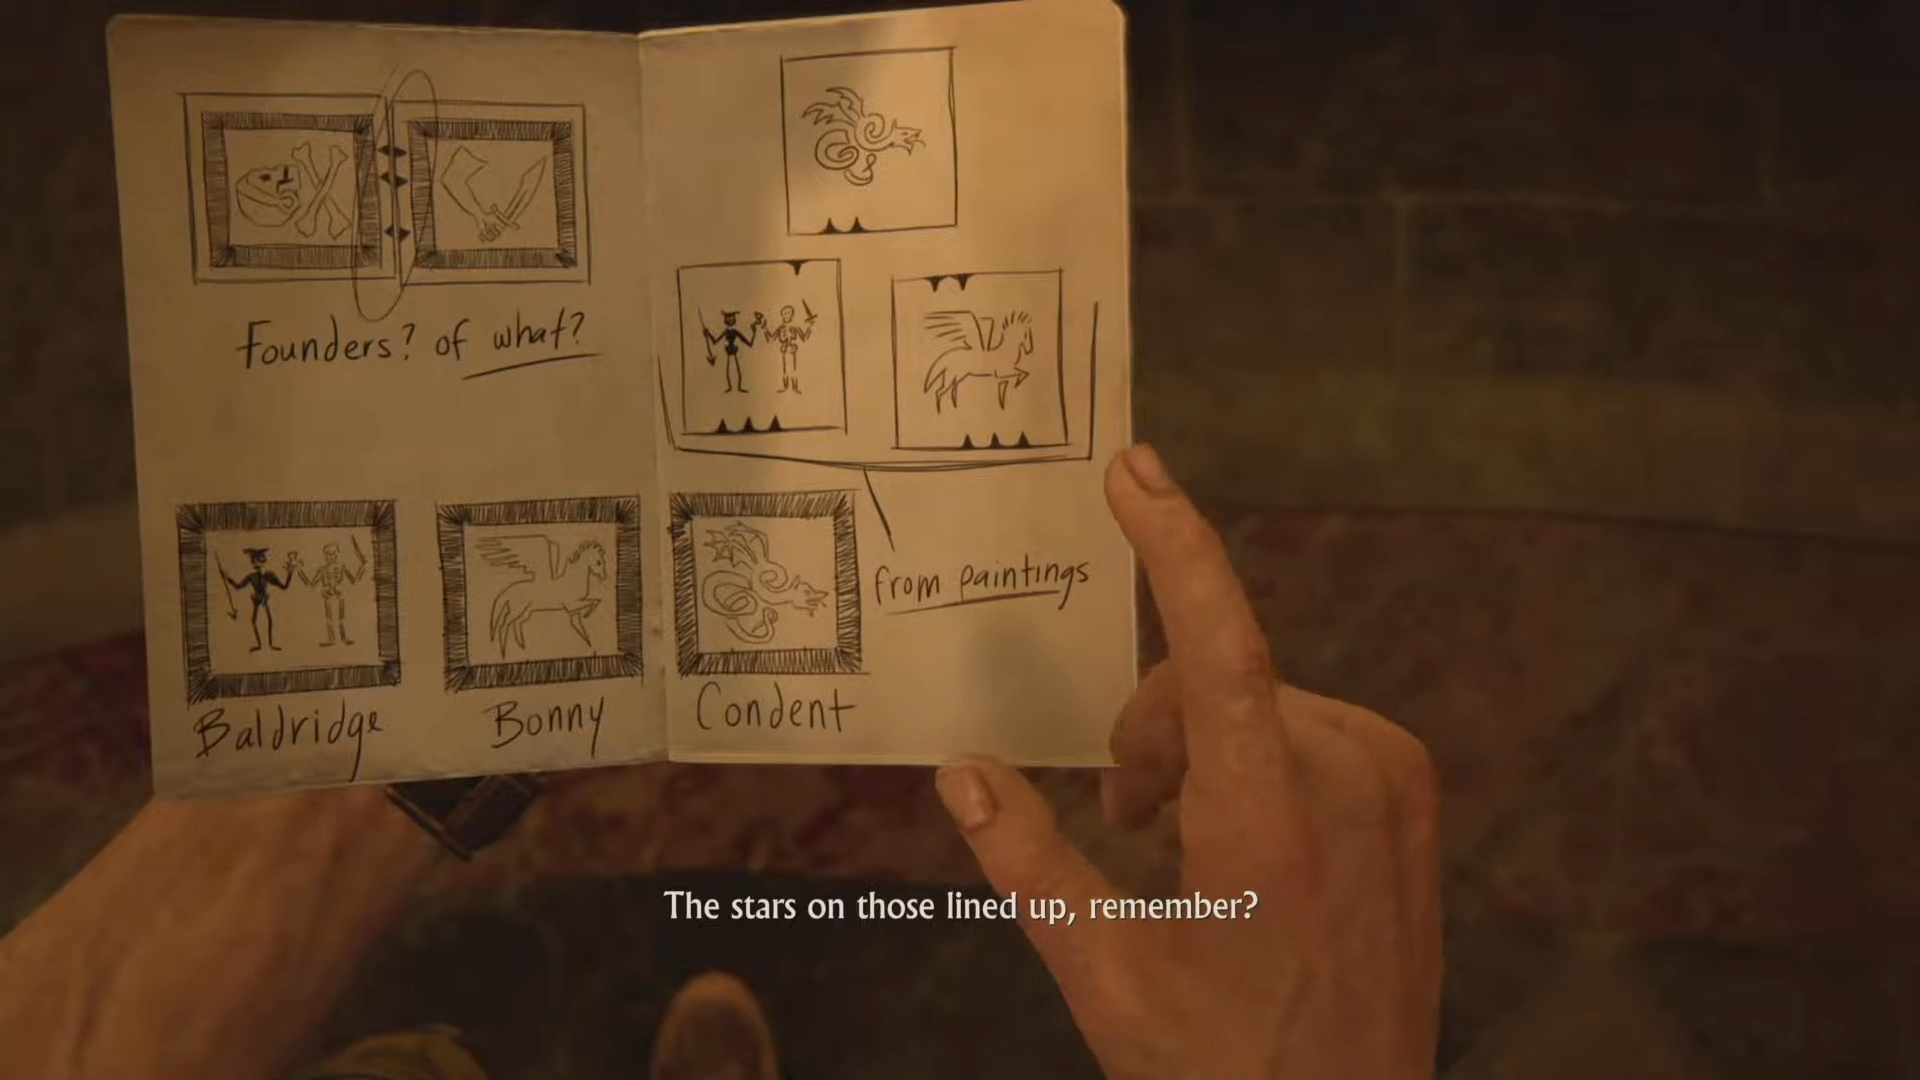 Founders? of what?
from paintings
Baldridge
Bonny
Condent
The stars on those lined up, remember?